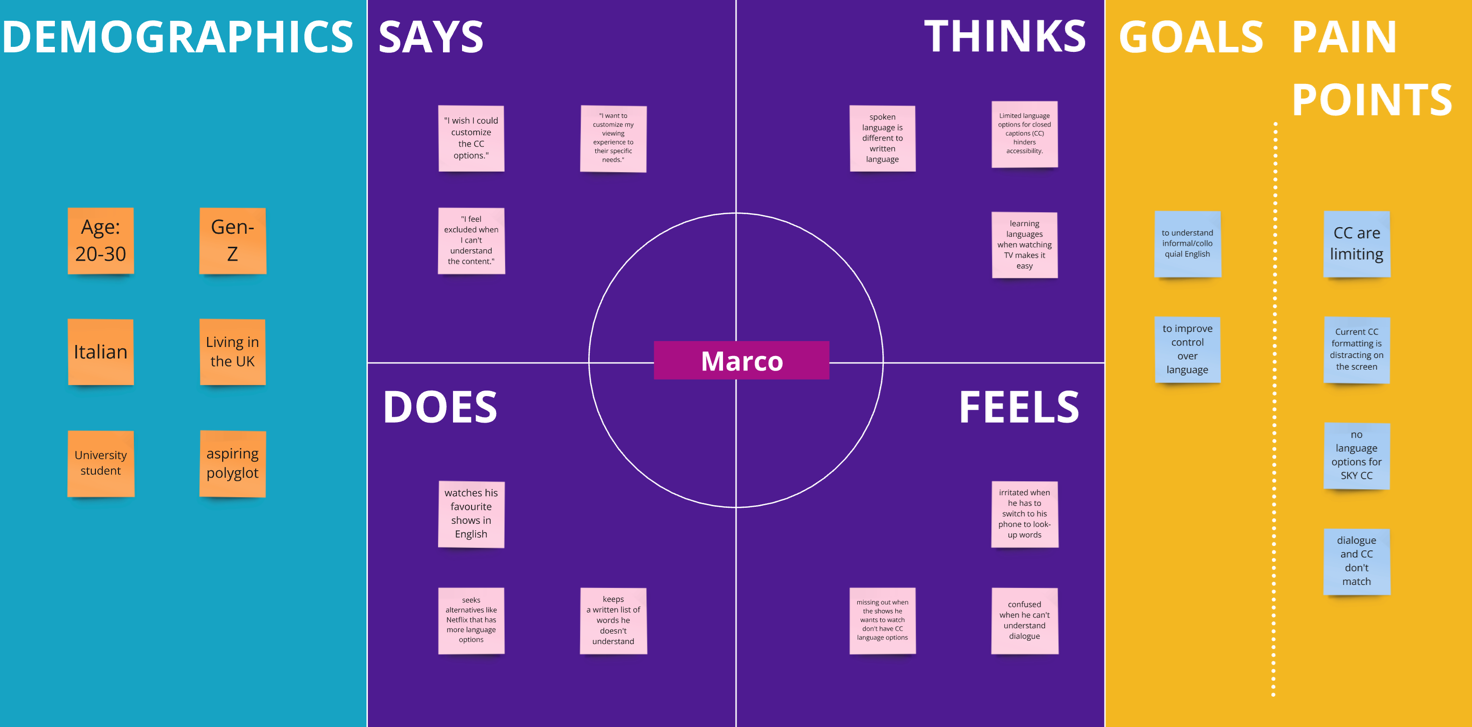 DEMOGRAPHICS
Age:
20-30
Gen-
Z
Italian
Living in
the UK
University
student
aspiring
polyglot
SAYS
"I wish I could
customize
the CC
options."
"I want to
customize my
viewing
experience to
their specific
needs."
"I feel
excluded when
I can't
understand
the content."
THINKS
spoken
language is
different to
written
language
Limited language
options for closed
captions (CC)
hinders
accessibility.
learning
languages
when watching
TV makes it
easy
Marco
DOES
watches his
favourite
shows in
English
seeks
alternatives like
Netflix that has
more language
options
keeps
a written list of
words he
doesn't
understand
FEELS
irritated when
he has to
switch to his
phone to look-
up words
missing out when
the shows he
wants to watch
don't have CC
language options
confused
when he can't
understand
dialogue
GOALS
to understand
informal/collo
quial English
to improve
control
over
language
PAIN
POINTS
CC are
limiting
Current CC
formatting is
distracting on
the screen
no
language
options for
SKY CC
dialogue
and CC
don't
match